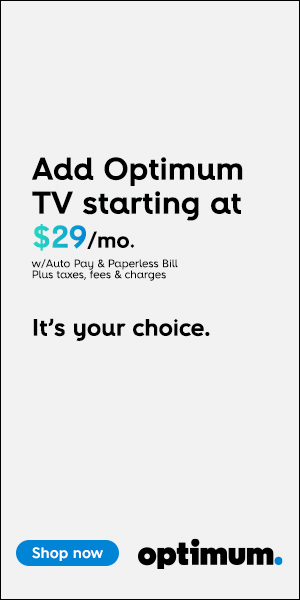 Add Optimum
TV starting at
$29/mo.
w/Auto Pay & Paperless Bill
Plus taxes, fees & charges
It's your choice.
Shop now
optimum.